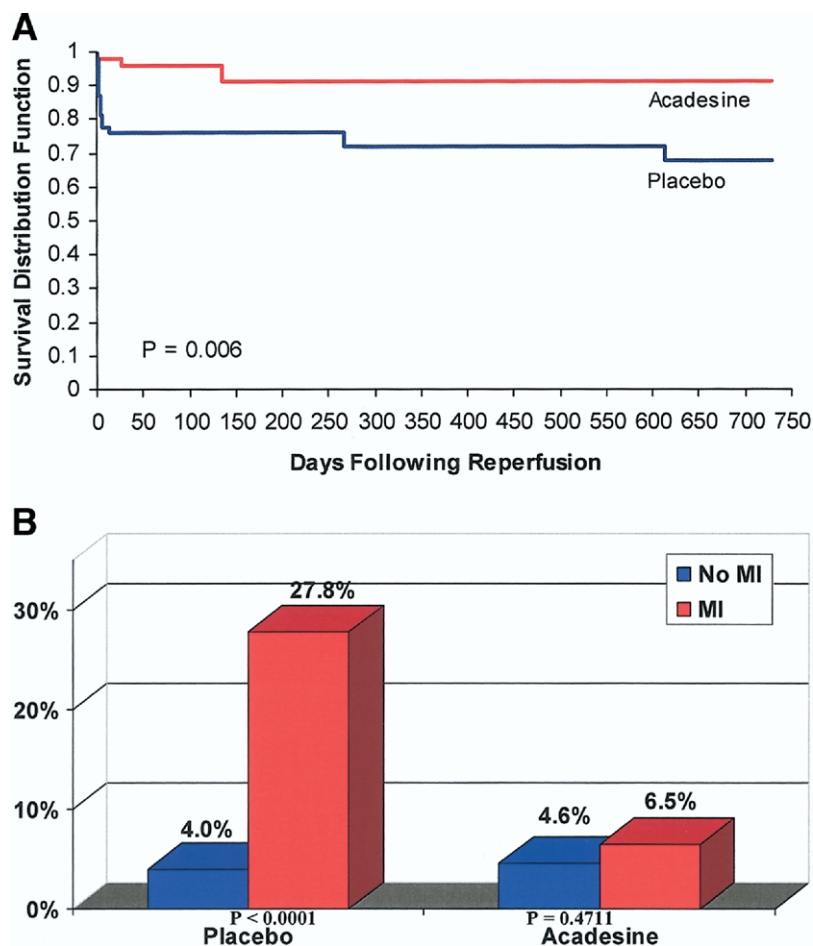 A
Survival Distribution Function
1
0.9
0.8
0.7
0.6
0.5
0.4
0.3
0.2
0.1
0
Acadesine
Placebo
P = 0.006
0 50 100 150 200 250 300 350 400 450 500 550 600 650 700 750
Days Following Reperfusion
B
No MI
MI
30%
20%
10%
0%
27.8%
4.0%
4.6%
6.5%
P < 0.0001
P = 0.4711
Placebo
Acadesine